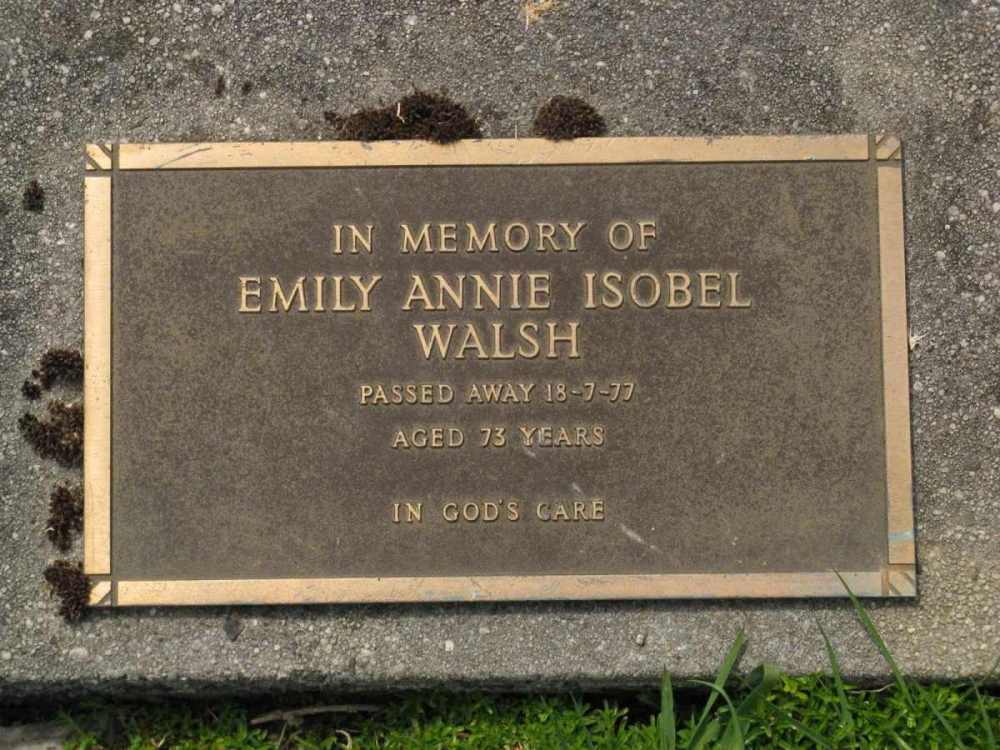 IN MEMORY OF
EMILY ANNIE ISOBEL
WALSH
PASSED AWAY 18-7-77
AGED 73 YEARS
IN GOD'S CARE